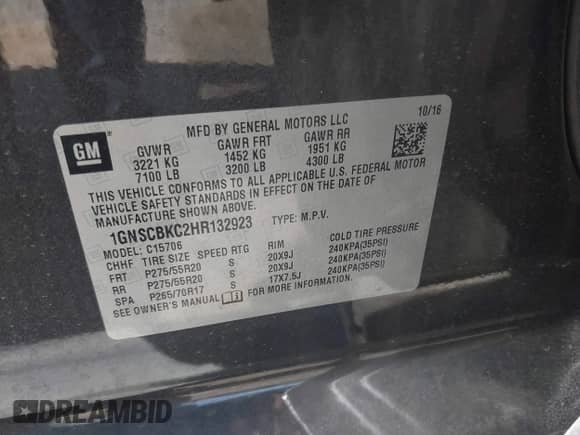 MFD BY GENERAL MOTORS LLC 10/16
GM
GVWR GAWR FRT GAWR RR
3221 KG 1452 KG 1951 KG
7100 LB 3200 LB 4300 LB
THIS VEHICLE CONFORMS TO ALL APPLICABLE U.S. FEDERAL MOTOR
VEHICLE SAFETY STANDARDS IN EFFECT ON THE DATE OF
MANUFACTURE SHOWN ABOVE.
1GNSCBKC2HR132923 TYPE: M.P.V.
MODEL: C15706
CHHF TIRE SIZE SPEED RTG RIM COLD TIRE PRESSURE
FRT P275/55R20 S 20X9J 240KPA(35PSI)
RR P275/55R20 S 20X9J 240KPA(35PSI)
SPA P265/70R17 S 17X7.5J 240KPA(35PSI)
SEE OWNER'S MANUAL FOR MORE INFORMATION.
DREAMBID